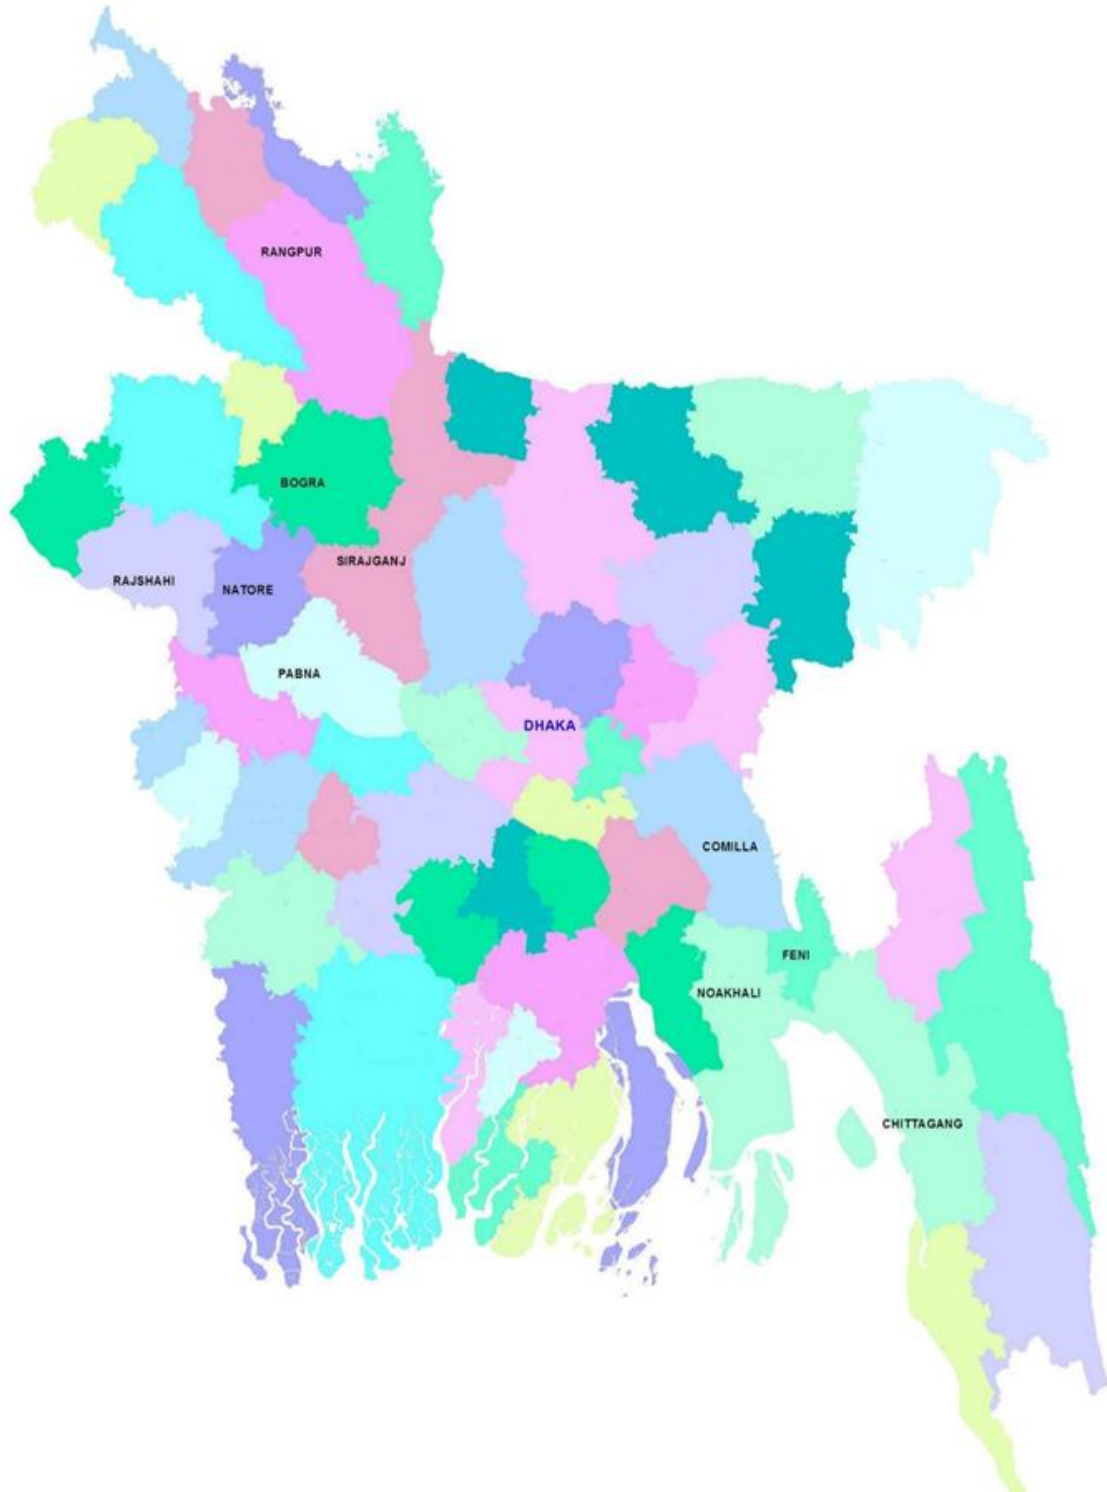 RANGPUR
BOGRA
SIRAJGANJ
RAJSHAHI
NATORE
PABNA
DHAKA
COMILLA
FENI
NOAKHALI
CHITTAGANG